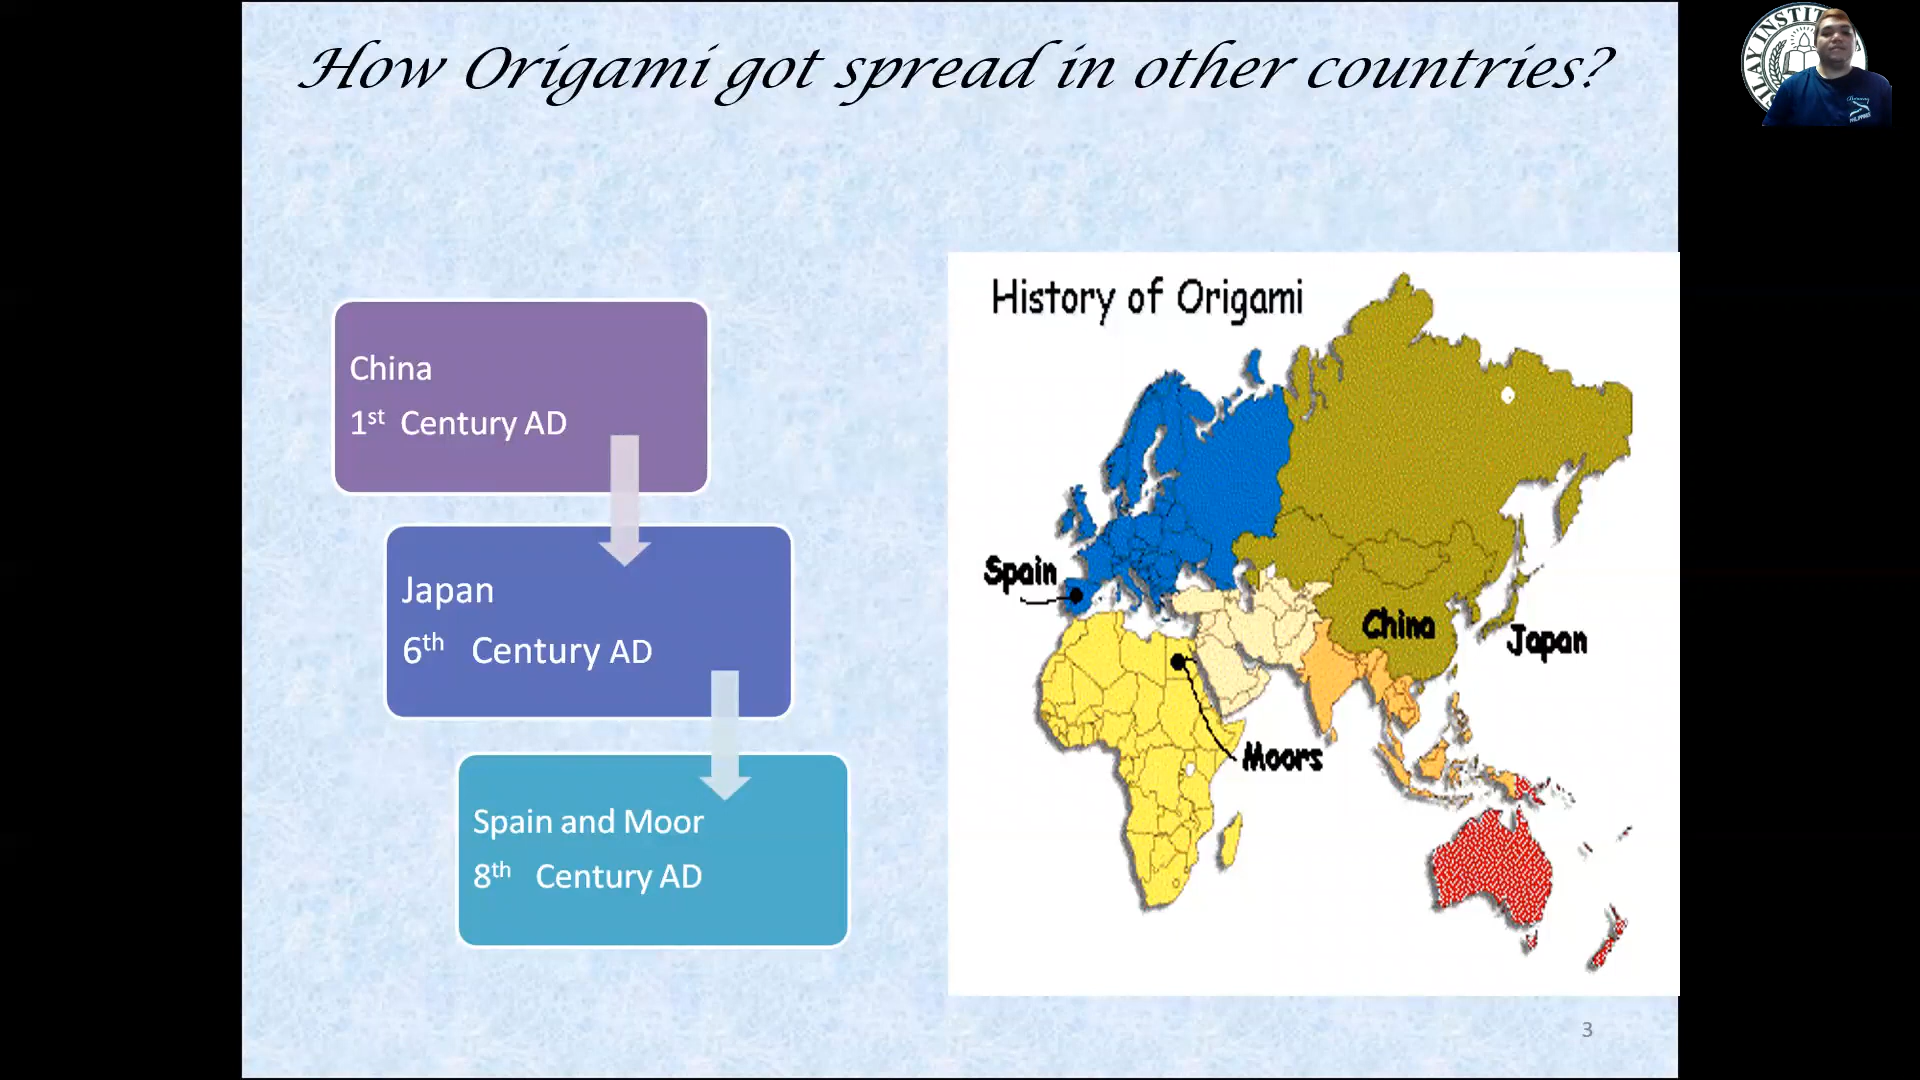 How Origami got spread in other countries?
China
1st Century AD
Japan
6th Century AD
Spain and Moor
8th Century AD
History of Origami
Spain
China
Japan
Moors
3